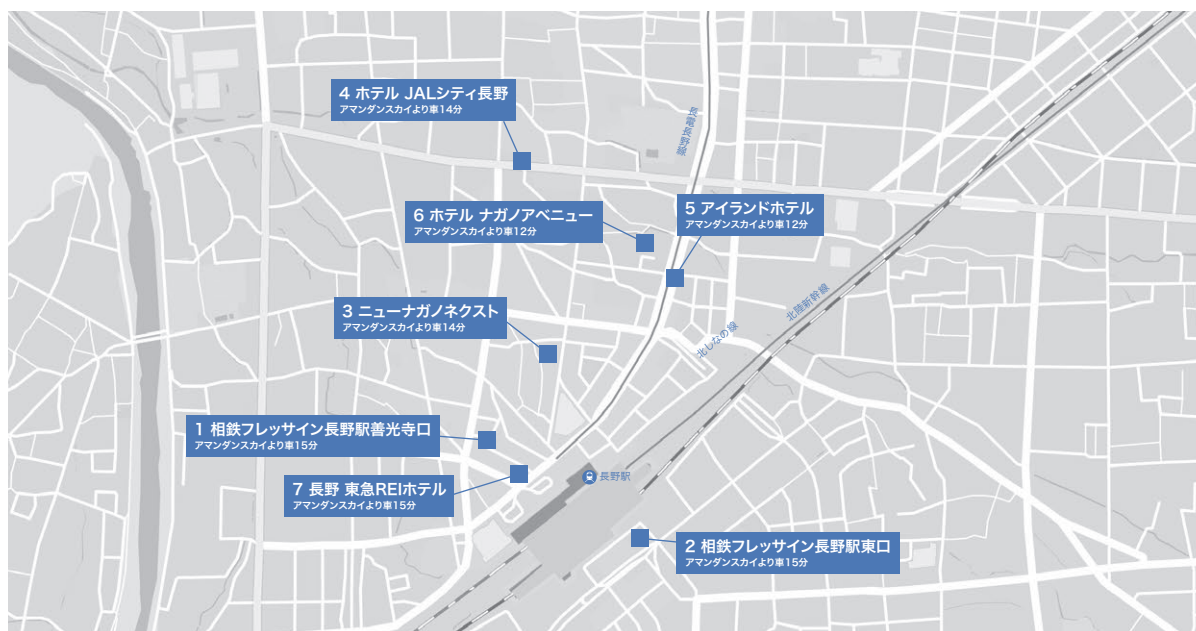 4 ホテル JALシティ長野
アマンダンスカイより車14分
長野電鉄長野線
6 ホテル ナガノアベニュー
アマンダンスカイより車12分
5 アイランドホテル
アマンダンスカイより車12分
北陸新幹線
3 ニューナガノネクスト
アマンダンスカイより車14分
北しなの線
1 相鉄フレッサイン長野駅善光寺口
アマンダンスカイより車15分
長野駅
7 長野 東急REIホテル
アマンダンスカイより車15分
2 相鉄フレッサイン長野駅東口
アマンダンスカイより車15分